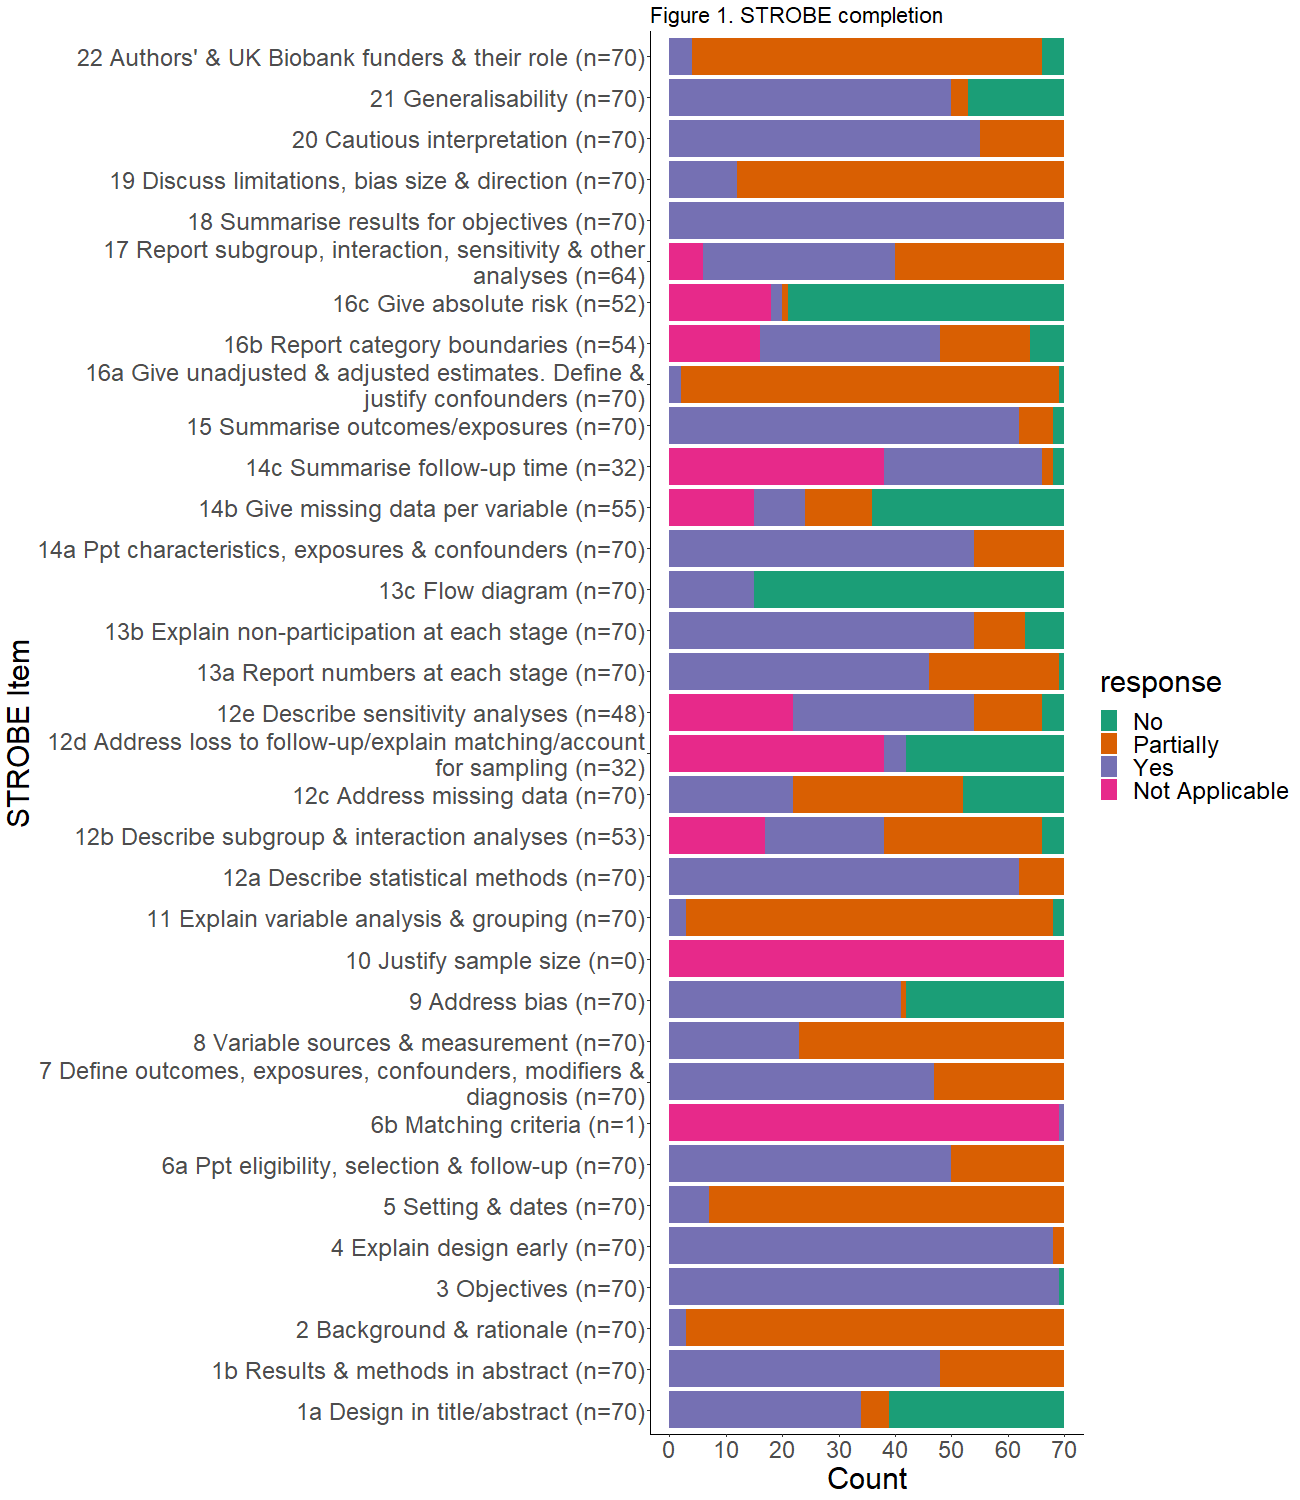 Figure 1. STROBE completion
22 Authors' & UK Biobank funders & their role (n=70)
21 Generalisability (n=70)
20 Cautious interpretation (n=70)
19 Discuss limitations, bias size & direction (n=70)
18 Summarise results for objectives (n=70)
17 Report subgroup, interaction, sensitivity & other
analyses (n=64)
16c Give absolute risk (n=52)
16b Report category boundaries (n=54)
16a Give unadjusted & adjusted estimates. Define &
justify confounders (n=70)
15 Summarise outcomes/exposures (n=70)
14c Summarise follow-up time (n=32)
14b Give missing data per variable (n=55)
14a Ppt characteristics, exposures & confounders (n=70)
13c Flow diagram (n=70)
13b Explain non-participation at each stage (n=70)
13a Report numbers at each stage (n=70)
12e Describe sensitivity analyses (n=48)
12d Address loss to follow-up/explain matching/account
for sampling (n=32)
12c Address missing data (n=70)
12b Describe subgroup & interaction analyses (n=53)
12a Describe statistical methods (n=70)
11 Explain variable analysis & grouping (n=70)
10 Justify sample size (n=0)
9 Address bias (n=70)
8 Variable sources & measurement (n=70)
7 Define outcomes, exposures, confounders, modifiers &
diagnosis (n=70)
6b Matching criteria (n=1)
6a Ppt eligibility, selection & follow-up (n=70)
5 Setting & dates (n=70)
4 Explain design early (n=70)
3 Objectives (n=70)
2 Background & rationale (n=70)
1b Results & methods in abstract (n=70)
1a Design in title/abstract (n=70)
STROBE Item
0 10 20 30 40 50 60 70
Count
response
No
Partially
Yes
Not Applicable